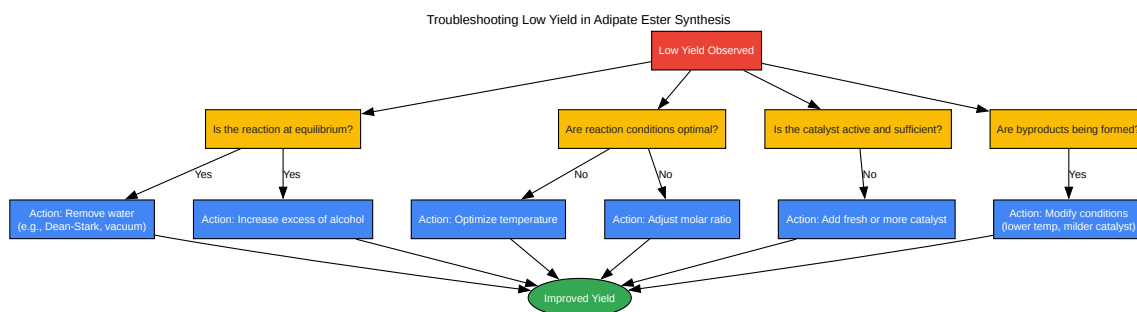 Troubleshooting Low Yield in Adipate Ester Synthesis
Low Yield Observed
Is the reaction at equilibrium?
Are reaction conditions optimal?
Is the catalyst active and sufficient?
Are byproducts being formed?
Yes
Yes
No
No
No
Yes
Action: Remove water
(e.g., Dean-Stark, vacuum)
Action: Increase excess of alcohol
Action: Optimize temperature
Action: Adjust molar ratio
Action: Add fresh or more catalyst
Action: Modify conditions
(lower temp, milder catalyst)
Improved Yield